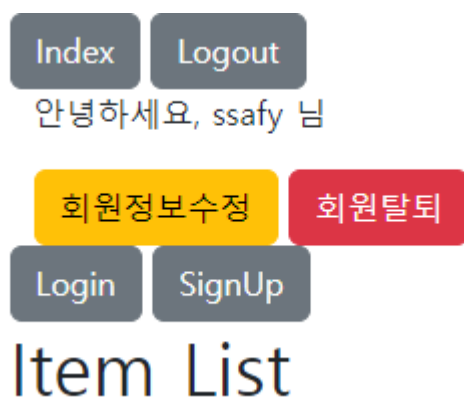 Index Logout
안녕하세요, ssafy 님
회원정보수정 회원탈퇴
Login SignUp
Item List